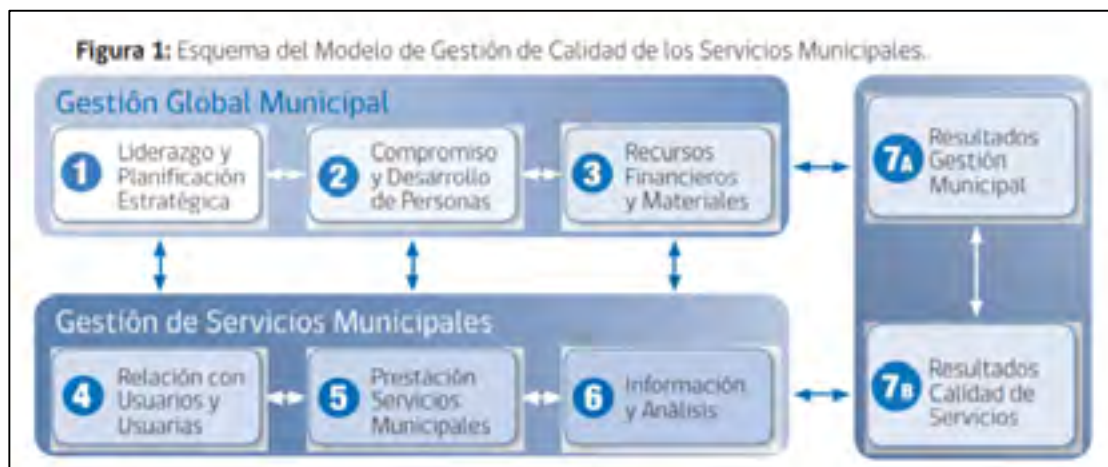 Figura 1: Esquema del Modelo de Gestión de Calidad de los Servicios Municipales.
Gestión Global Municipal
1
Liderazgo y
Planificación
Estratégica
2
Compromiso
y Desarrollo
de Personas
3
Recursos
Financieros
y Materiales
7A
Resultados
Gestión
Municipal
Gestión de Servicios Municipales
4
Relación con
Usuarios y
Usuarias
5
Prestación
Servicios
Municipales
6
Información
y Análisis
7B
Resultados
Calidad de
Servicios